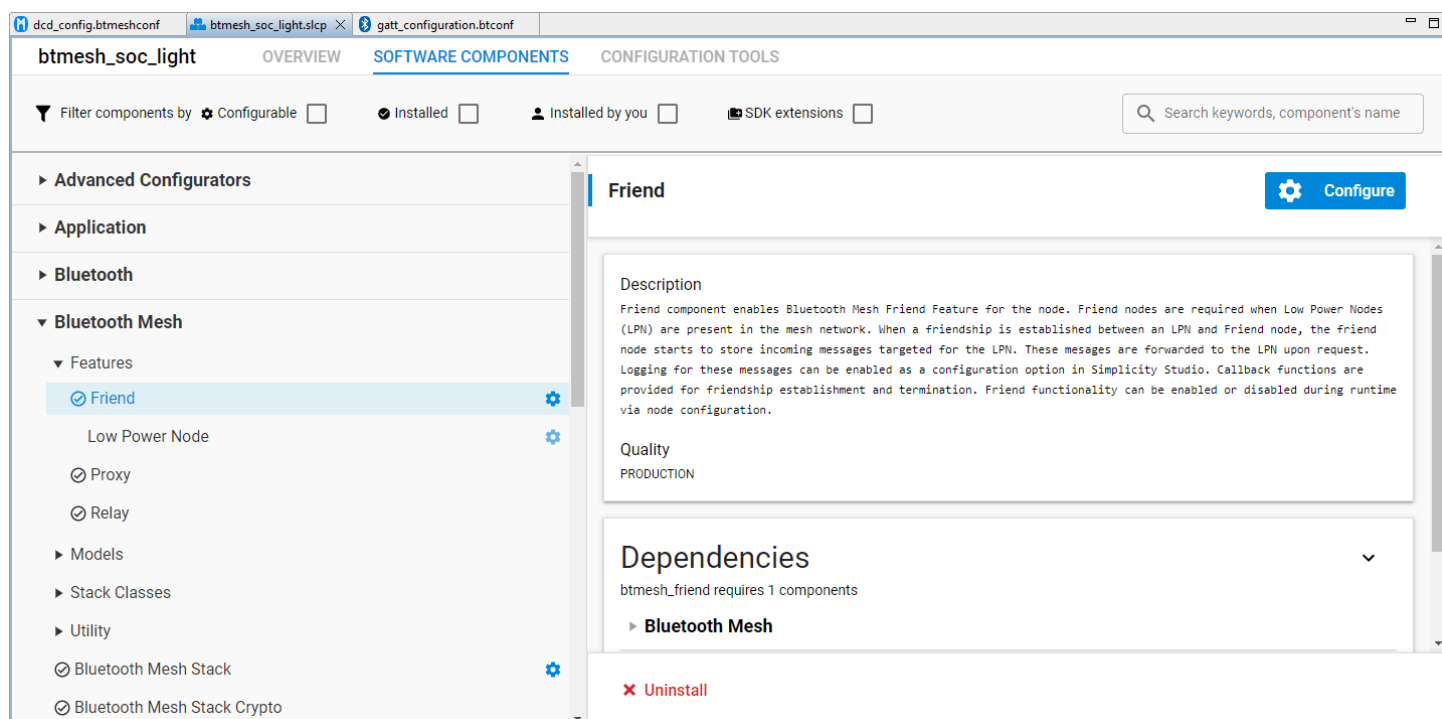 dcd_config.btmeshconf
btmesh_soc_light.slcp
gatt_configuration.btconf
btmesh_soc_light
OVERVIEW
SOFTWARE COMPONENTS
CONFIGURATION TOOLS
Filter components by
Configurable
Installed
Installed by you
SDK extensions
Search keywords, component's name
Advanced Configurators
Application
Bluetooth
Bluetooth Mesh
Features
Friend
Low Power Node
Proxy
Relay
Models
Stack Classes
Utility
Bluetooth Mesh Stack
Bluetooth Mesh Stack Crypto
Friend
Configure
Description
Friend component enables Bluetooth Mesh Friend Feature for the node. Friend nodes are required when Low Power Nodes
(LPN) are present in the mesh network. When a friendship is established between an LPN and Friend node, the friend
node starts to store incoming messages targeted for the LPN. These mesages are forwarded to the LPN upon request.
Logging for these messages can be enabled as a configuration option in Simplicity Studio. Callback functions are
provided for friendship establishment and termination. Friend functionality can be enabled or disabled during runtime
via node configuration.
Quality
PRODUCTION
Dependencies
btmesh_friend requires 1 components
Bluetooth Mesh
Uninstall